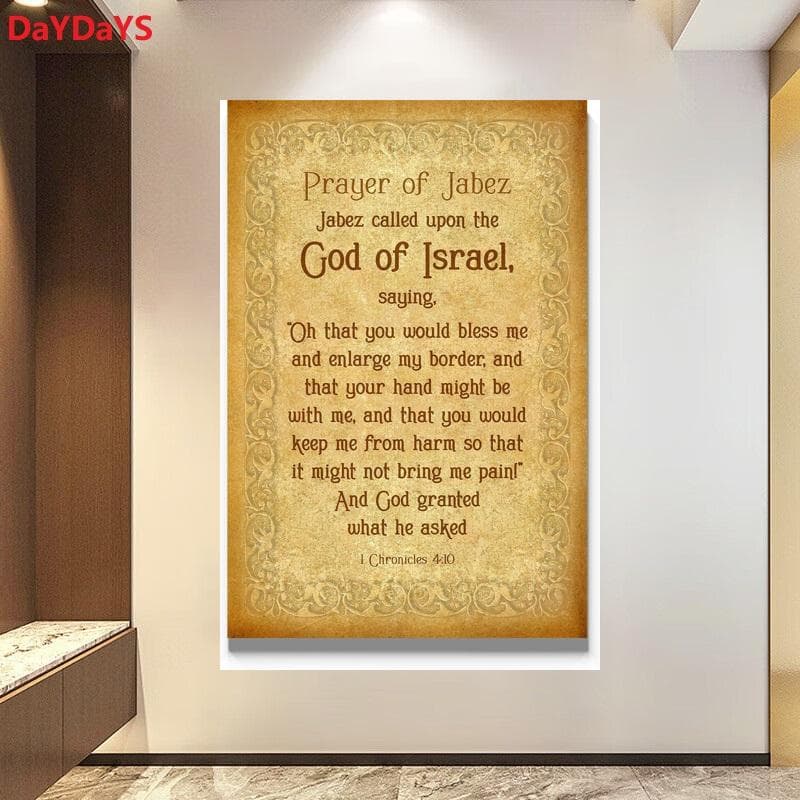 DaYDaYS
Prayer of Jabez
Jabez called upon the
God of Israel,
saying,
"Oh that you would bless me
and enlarge my border, and
that your hand might be
with me, and that you would
keep me from harm so that
it might not bring me pain!"
And God granted
what he asked
1 Chronicles 4:10